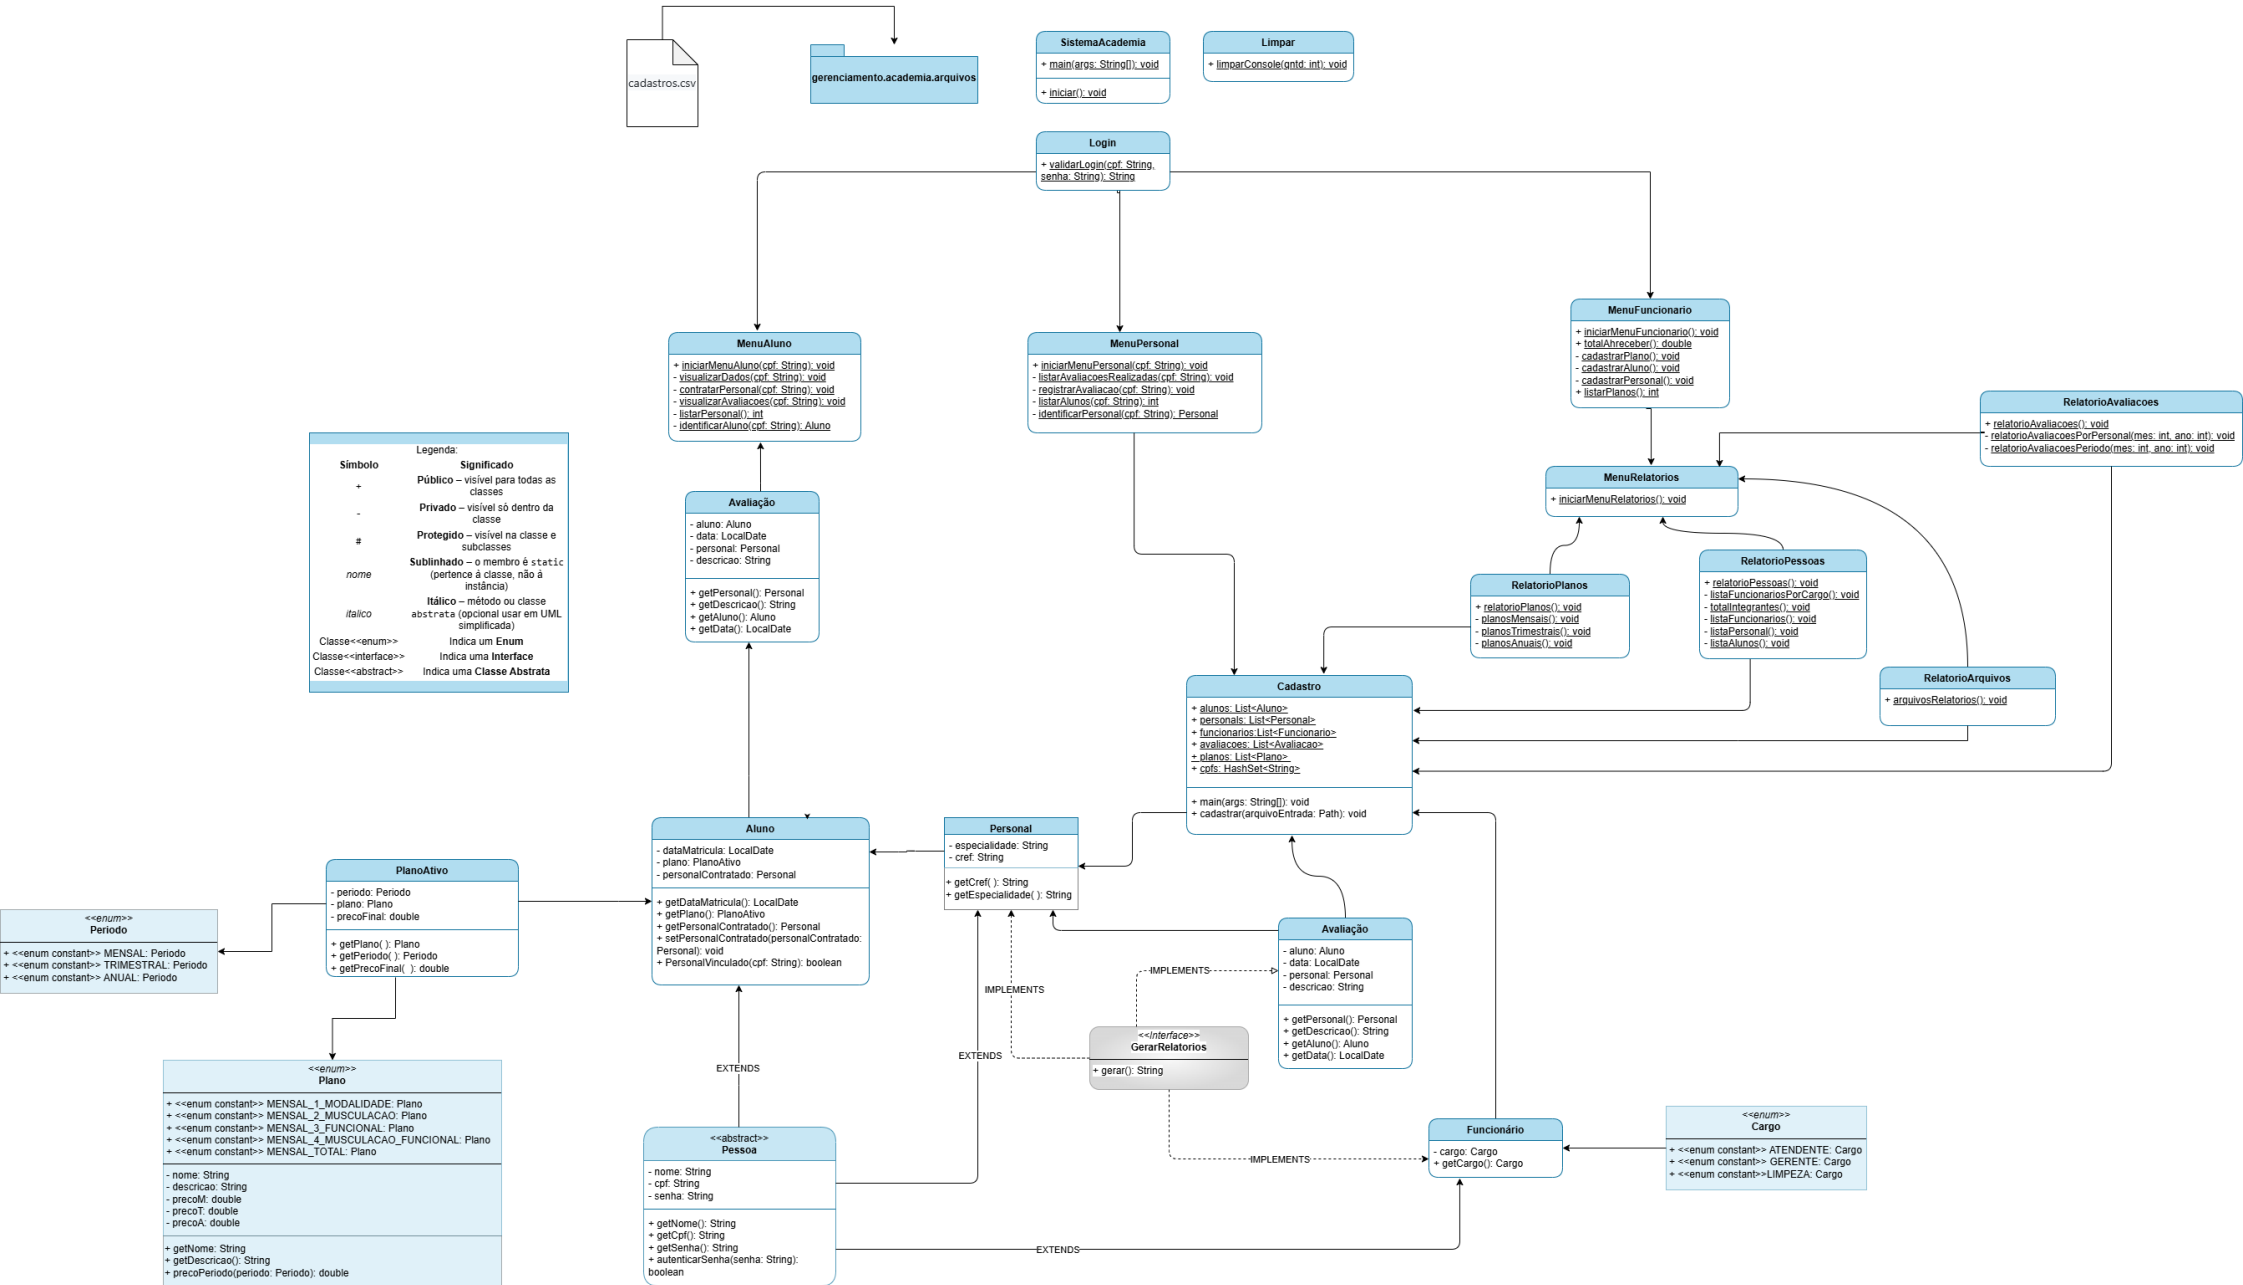 cadastros.csv
gerenciamento.academia.arquivos
SistemaAcademia
+ main(args: String[]): void
+ iniciar(): void
Limpar
+ limparConsole(qntd: int): void
Login
+ validarLogin(cpf: String,
senha: String): String
MenuAluno
+ iniciarMenuAluno(cpf: String): void
- visualizarDados(cpf: String): void
- contratarPersonal(cpf: String): void
- visualizarAvaliacoes(cpf: String): void
- listarPersonal(): int
- identificarAluno(cpf: String): Aluno
MenuPersonal
+ iniciarMenuPersonal(cpf: String): void
- listarAvaliacoesRealizadas(cpf: String): void
- registrarAvaliacao(cpf: String): void
- listarAlunos(cpf: String): int
- identificarPersonal(cpf: String): Personal
MenuFuncionario
+ iniciarMenuFuncionario(): void
+ totalAhreceber(): double
- cadastrarPlano(): void
- cadastrarAluno(): void
- cadastrarPersonal(): void
+ listarPlanos(): int
RelatorioAvaliacoes
+ relatorioAvaliacoes(): void
- relatorioAvaliacoesPorPersonal(mes: int, ano: int): void
- relatorioAvaliacoesPeriodo(mes: int, ano: int): void
MenuRelatorios
+ iniciarMenuRelatorios(): void
Legenda:
Símbolo Significado
+ Público – visível para todas as
classes
- Privado – visível só dentro da
classe
# Protegido – visível na classe e
subclasses
nome Sublinhado – o membro é static
(pertence à classe, não à
instância)
italico Itálico – método ou classe
abstrata (opcional usar em UML
simplificada)
Classe<<enum>> Indica um Enum
Classe<<interface>> Indica uma Interface
Classe<<abstract>> Indica uma Classe Abstrata
Avaliação
- aluno: Aluno
- data: LocalDate
- personal: Personal
- descricao: String
+ getPersonal(): Personal
+ getDescricao(): String
+ getAluno(): Aluno
+ getData(): LocalDate
RelatorioPlanos
+ relatorioPlanos(): void
- planosMensais(): void
- planosTrimestrais(): void
- planosAnuais(): void
RelatorioPessoas
+ relatorioPessoas(): void
- listaFuncionariosPorCargo(): void
- totalIntegrantes(): void
- listaFuncionarios(): void
- listaPersonal(): void
- listaAlunos(): void
RelatorioArquivos
+ arquivosRelatorios(): void
Cadastro
+ alunos: List<Aluno>
+ personals: List<Personal>
+ funcionarios:List<Funcionario>
+ avaliacoes: List<Avaliacao>
+ planos: List<Plano>
+ cpfs: HashSet<String>
+ main(args: String[]): void
+ cadastrar(arquivoEntrada: Path): void
Aluno
- dataMatricula: LocalDate
- plano: PlanoAtivo
- personalContratado: Personal
+ getDataMatricula(): LocalDate
+ getPlano(): PlanoAtivo
+ getPersonalContratado(): Personal
+ setPersonalContratado(personalContratado:
Personal): void
+ PersonalVinculado(cpf: String): boolean
Personal
- especialidade: String
- cref: String
+ getCref( ): String
+ getEspecialidade( ): String
PlanoAtivo
- periodo: Periodo
- plano: Plano
- precoFinal: double
+ getPlano( ): Plano
+ getPeriodo( ): Periodo
+ getPrecoFinal(  ): double
<<enum>>
Periodo
+ <<enum constant>> MENSAL: Periodo
+ <<enum constant>> TRIMESTRAL: Periodo
+ <<enum constant>> ANUAL: Periodo
Avaliação
- aluno: Aluno
- data: LocalDate
- personal: Personal
- descricao: String
+ getPersonal(): Personal
+ getDescricao(): String
+ getAluno(): Aluno
+ getData(): LocalDate
IMPLEMENTS
IMPLEMENTS
<<Interface>>
GerarRelatorios
+ gerar(): String
EXTENDS
EXTENDS
<<enum>>
Plano
+ <<enum constant>> MENSAL_1_MODALIDADE: Plano
+ <<enum constant>> MENSAL_2_MUSCULACAO: Plano
+ <<enum constant>> MENSAL_3_FUNCIONAL: Plano
+ <<enum constant>> MENSAL_4_MUSCULACAO_FUNCIONAL: Plano
+ <<enum constant>> MENSAL_TOTAL: Plano
- nome: String
- descricao: String
- precoM: double
- precoT: double
- precoA: double
+ getNome: String
+ getDescricao(): String
+ precoPeriodo(periodo: Periodo): double
<<abstract>>
Pessoa
- nome: String
- cpf: String
- senha: String
+ getNome(): String
+ getCpf(): String
+ getSenha(): String
+ autenticarSenha(senha: String):
boolean
IMPLEMENTS
EXTENDS
Funcionário
- cargo: Cargo
+ getCargo(): Cargo
<<enum>>
Cargo
+ <<enum constant>> ATENDENTE: Cargo
+ <<enum constant>> GERENTE: Cargo
+ <<enum constant>>LIMPEZA: Cargo